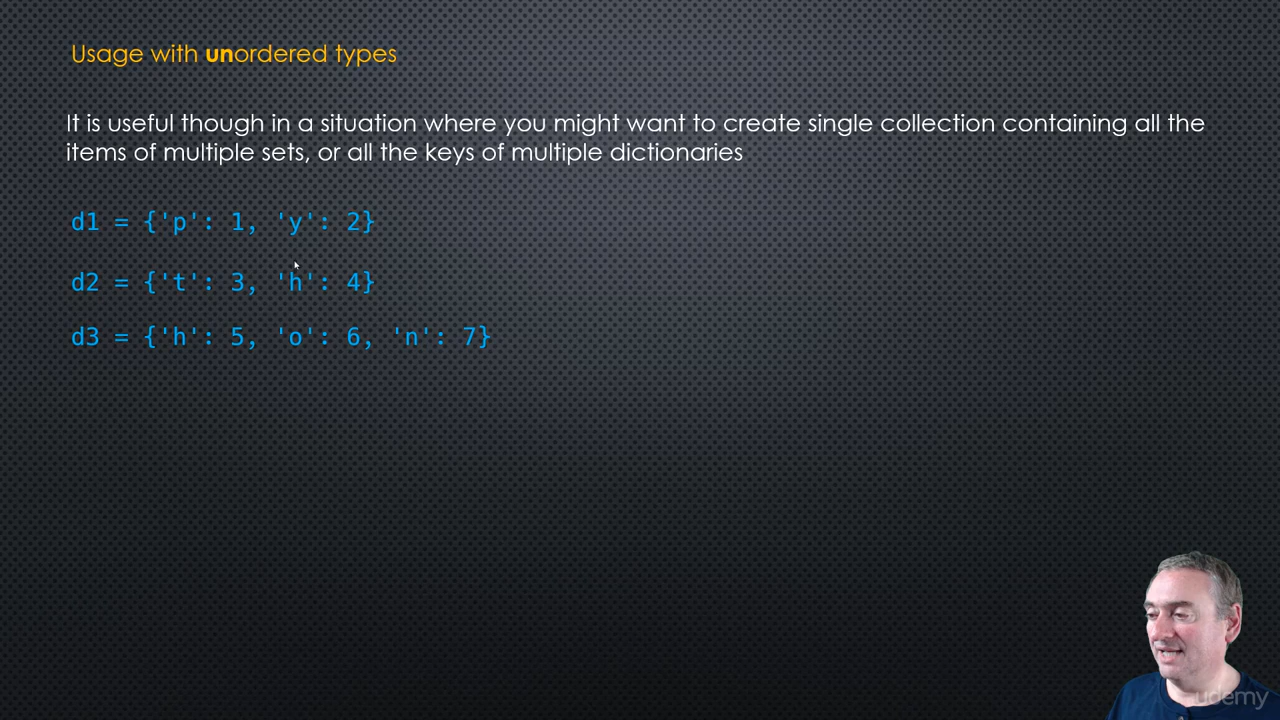 Usage with unordered types
It is useful though in a situation where you might want to create single collection containing all the
items of multiple sets, or all the keys of multiple dictionaries
d1 = {'p': 1, 'y': 2}
d2 = {'t': 3, 'h': 4}
d3 = {'h': 5, 'o': 6, 'n': 7}
udemy